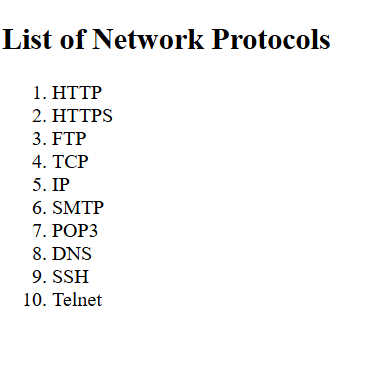 List of Network Protocols
1. HTTP
2. HTTPS
3. FTP
4. TCP
5. IP
6. SMTP
7. POP3
8. DNS
9. SSH
10. Telnet